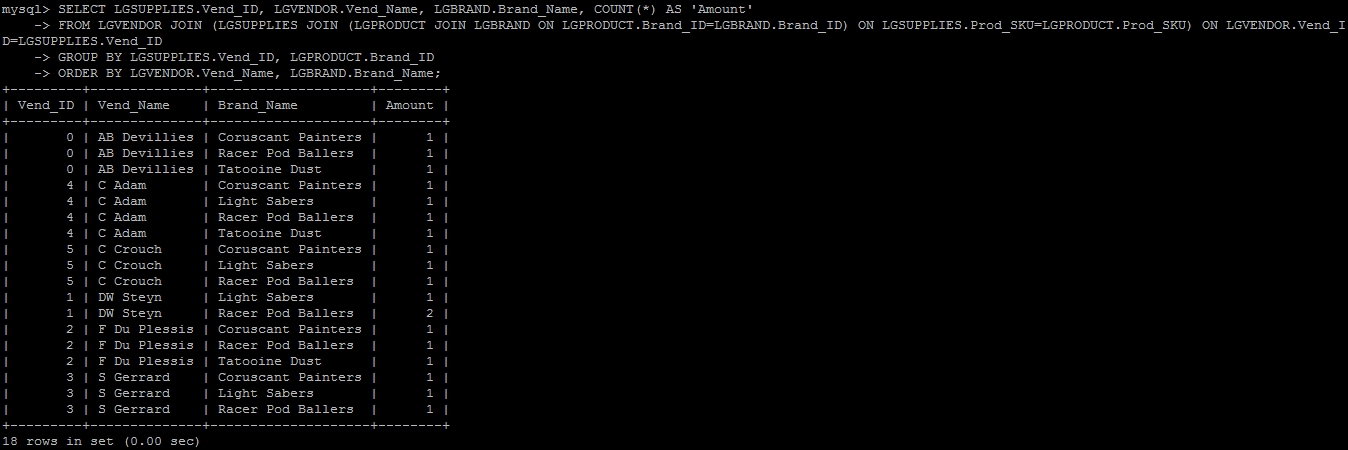 mysql> SELECT LGSUPPLIES.Vend_ID, LGVENDOR.Vend_Name, LGBRAND.Brand_Name, COUNT(*) AS 'Amount'
    -> FROM LGVENDOR JOIN (LGSUPPLIES JOIN (LGPRODUCT JOIN LGBRAND ON LGPRODUCT.Brand_ID=LGBRAND.Brand_ID) ON LGSUPPLIES.Prod_SKU=LGPRODUCT.Prod_SKU) ON LGVENDOR.Vend_I
D=LGSUPPLIES.Vend_ID
    -> GROUP BY LGSUPPLIES.Vend_ID, LGPRODUCT.Brand_ID
    -> ORDER BY LGVENDOR.Vend_Name, LGBRAND.Brand_Name;
+---------+--------------+--------------------+--------+
| Vend_ID | Vend_Name    | Brand_Name         | Amount |
+---------+--------------+--------------------+--------+
|       0 | AB Devillies | Coruscant Painters |      1 |
|       0 | AB Devillies | Racer Pod Ballers  |      1 |
|       0 | AB Devillies | Tatooine Dust      |      1 |
|       4 | C Adam       | Coruscant Painters |      1 |
|       4 | C Adam       | Light Sabers       |      1 |
|       4 | C Adam       | Racer Pod Ballers  |      1 |
|       4 | C Adam       | Tatooine Dust      |      1 |
|       5 | C Crouch     | Coruscant Painters |      1 |
|       5 | C Crouch     | Light Sabers       |      1 |
|       5 | C Crouch     | Racer Pod Ballers  |      1 |
|       1 | DW Steyn     | Light Sabers       |      1 |
|       1 | DW Steyn     | Racer Pod Ballers  |      2 |
|       2 | F Du Plessis | Coruscant Painters |      1 |
|       2 | F Du Plessis | Racer Pod Ballers  |      1 |
|       2 | F Du Plessis | Tatooine Dust      |      1 |
|       3 | S Gerrard    | Coruscant Painters |      1 |
|       3 | S Gerrard    | Light Sabers       |      1 |
|       3 | S Gerrard    | Racer Pod Ballers  |      1 |
+---------+--------------+--------------------+--------+
18 rows in set (0.00 sec)